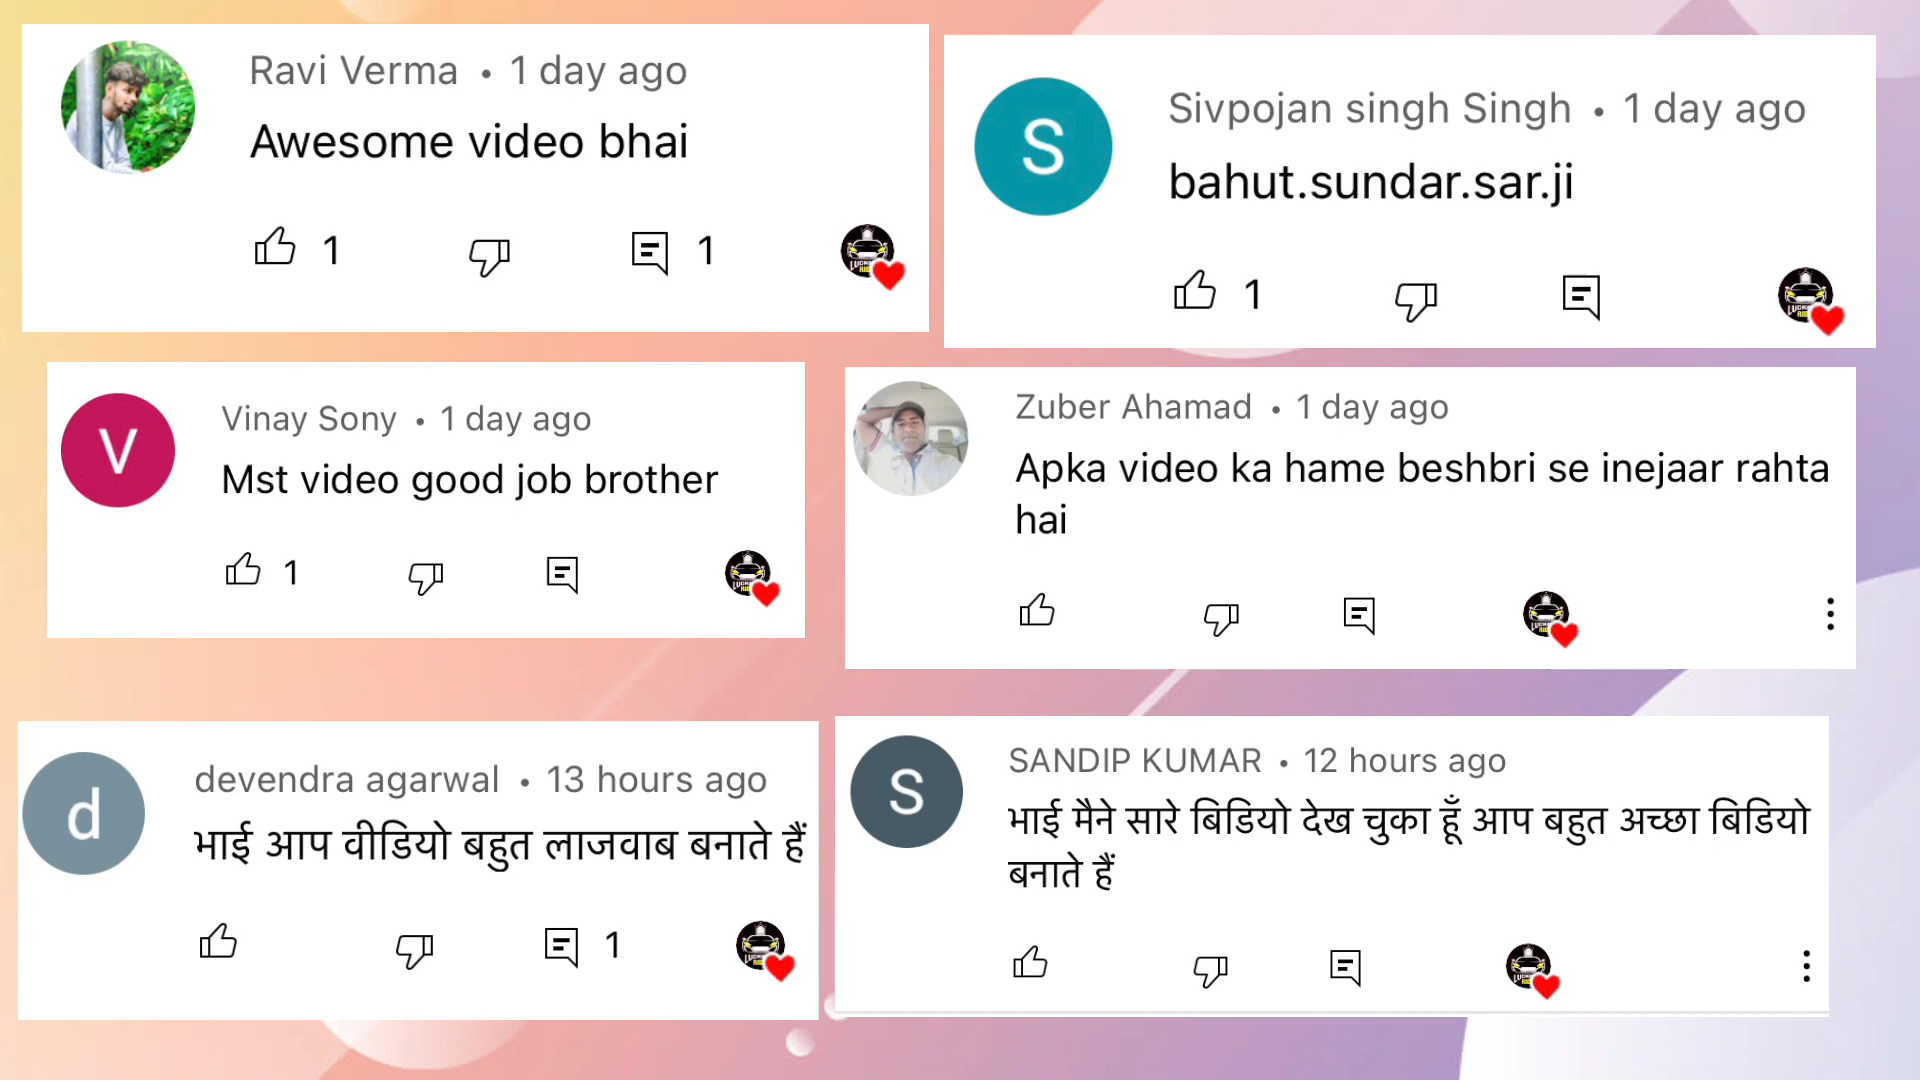 Ravi Verma • 1 day ago
Awesome video bhai
1
1
S
Sivpojan singh Singh • 1 day ago
bahut.sundar.sar.ji
1
V
Vinay Sony • 1 day ago
Mst video good job brother
1
Zuber Ahamad • 1 day ago
Apka video ka hame beshbri se inejaar rahta
hai
d
devendra agarwal • 13 hours ago
भाई आप वीडियो बहुत लाजवाब बनाते हैं
1
S
SANDIP KUMAR • 12 hours ago
भाई मैने सारे बिडियो देख चुका हूँ आप बहुत अच्छा बिडियो
बनाते हैं